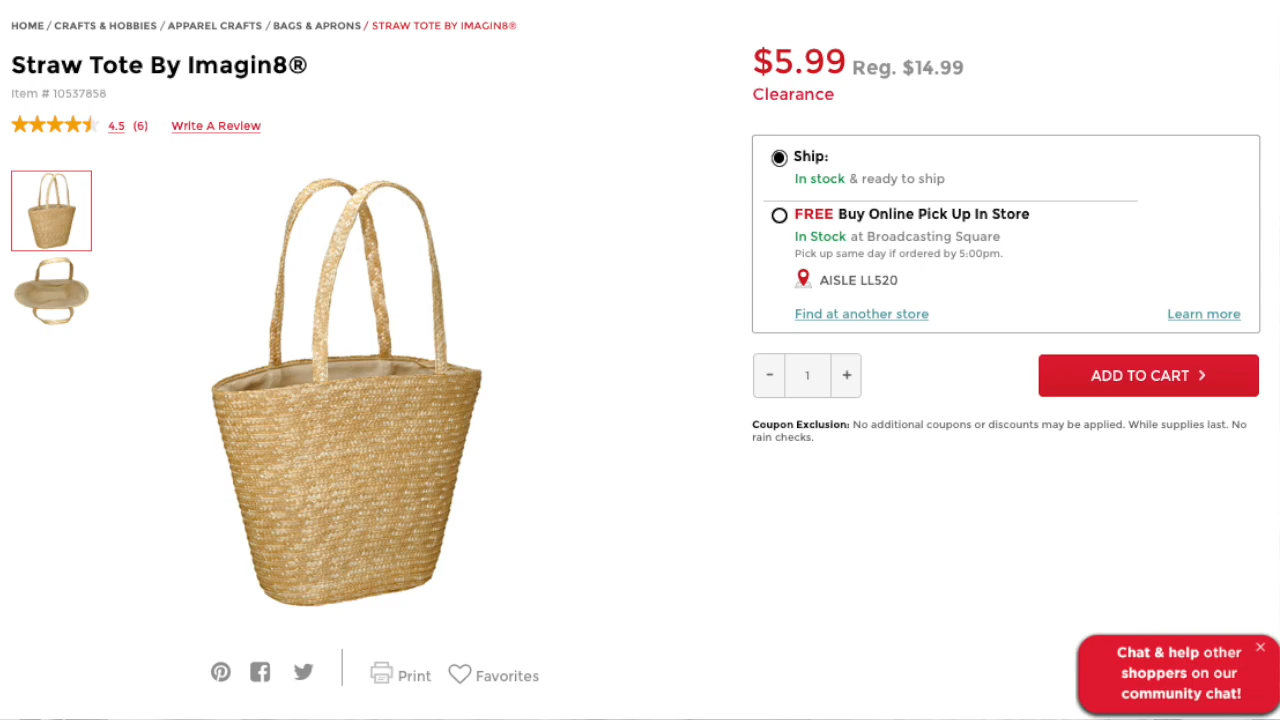 HOME / CRAFTS & HOBBIES / APPAREL CRAFTS / BAGS & APRONS / STRAW TOTE BY IMAGIN8®
Straw Tote By Imagin8®
Item # 10537858
4.5 (6) Write A Review
$5.99 Reg. $14.99
Clearance
Ship:
In stock & ready to ship
FREE Buy Online Pick Up In Store
In Stock at Broadcasting Square
Pick up same day if ordered by 5:00pm.
AISLE LL520
Find at another store Learn more
- 1 + ADD TO CART >
Coupon Exclusion: No additional coupons or discounts may be applied. While supplies last. No
rain checks.
Print Favorites
Chat & help other
shoppers on our
community chat!